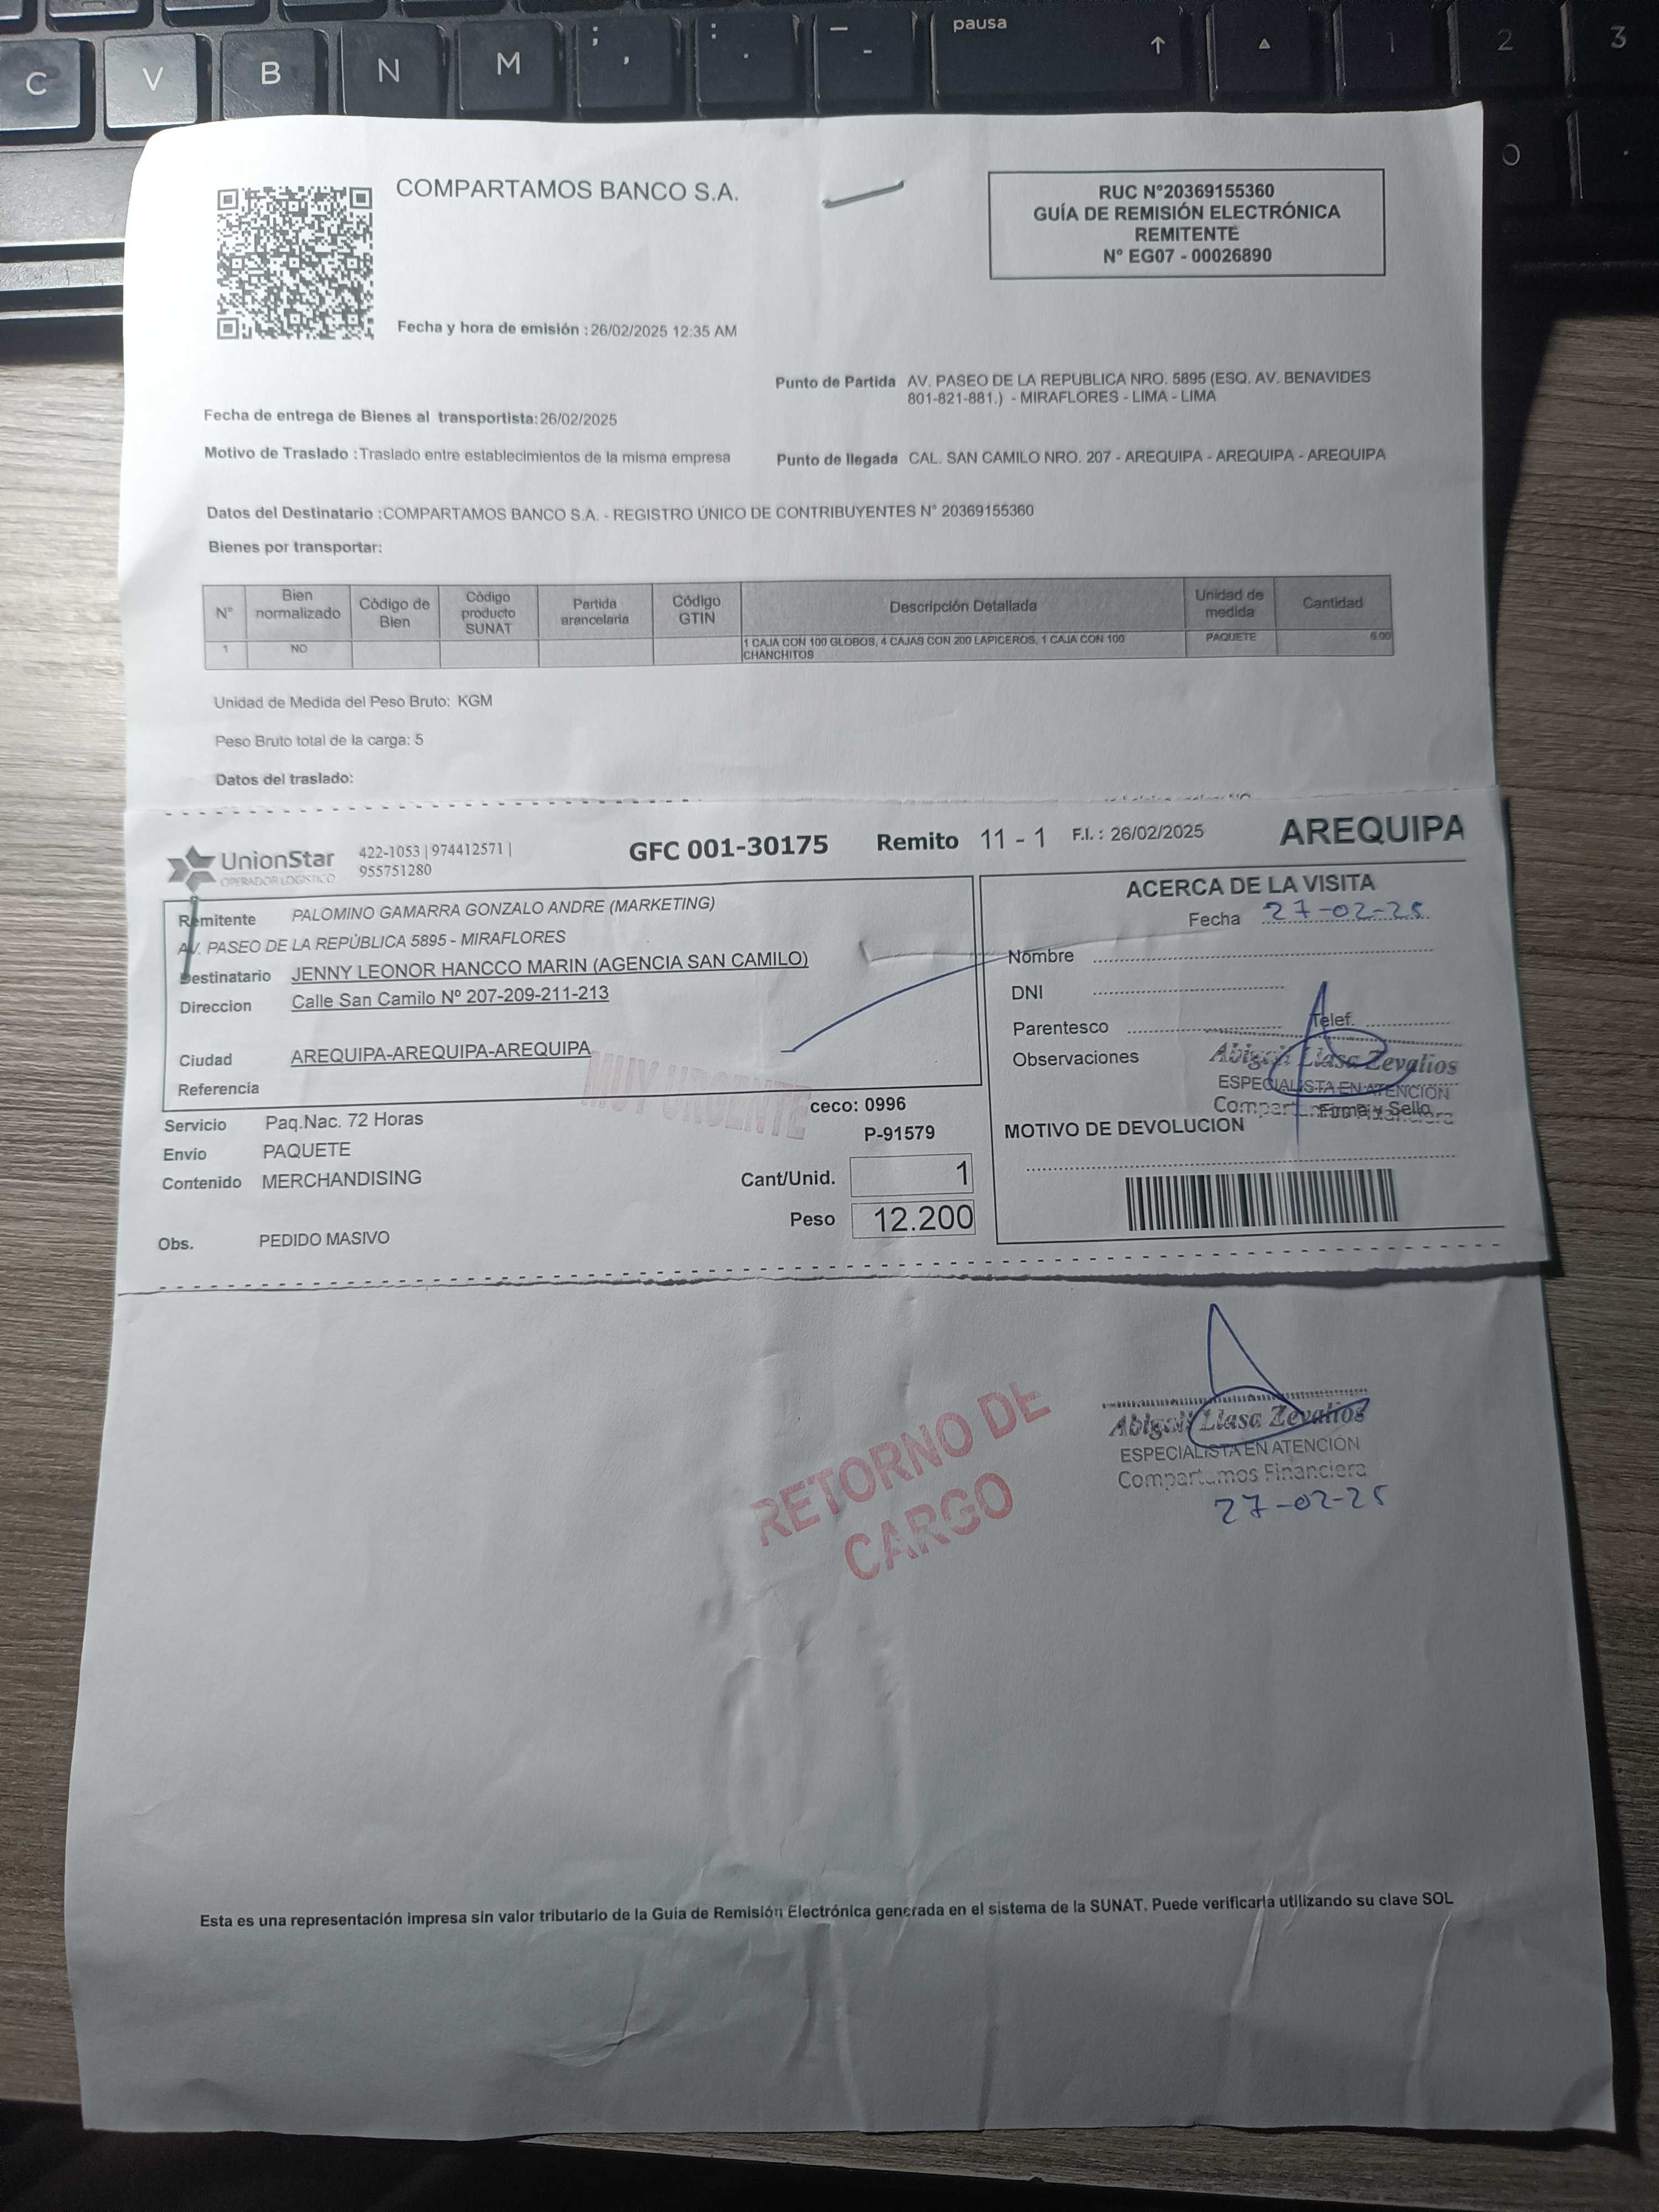 pausa
C V B N M ; , : . _ - ↑ 1 2 3
0 .
COMPARTAMOS BANCO S.A.
RUC N°20369155360
GUÍA DE REMISIÓN ELECTRÓNICA
REMITENTE
N° EG07 - 00026890
Fecha y hora de emisión : 26/02/2025 12:35 AM
Punto de Partida AV. PASEO DE LA REPUBLICA NRO. 5895 (ESQ. AV. BENAVIDES
801-821-881.) - MIRAFLORES - LIMA - LIMA
Fecha de entrega de Bienes al transportista: 26/02/2025
Motivo de Traslado : Traslado entre establecimientos de la misma empresa
Punto de llegada CAL. SAN CAMILO NRO. 207 - AREQUIPA - AREQUIPA - AREQUIPA
Datos del Destinatario : COMPARTAMOS BANCO S.A. - REGISTRO ÚNICO DE CONTRIBUYENTES N° 20369155360
Bienes por transportar:
N° Bien normalizado Código de Bien Código producto SUNAT Partida arancelaria Código GTIN Descripción Detallada Unidad de medida Cantidad
1 NO 1 CAJA CON 100 GLOBOS, 4 CAJAS CON 200 LAPICEROS, 1 CAJA CON 100 CHANCHITOS PAQUETE 6.00
Unidad de Medida del Peso Bruto: KGM
Peso Bruto total de la carga: 5
Datos del traslado:
UnionStar
OPERADOR LOGÍSTICO
422-1053 | 974412571 |
955751280
GFC 001-30175 Remito 11 - 1 F.I. : 26/02/2025 AREQUIPA
Remitente PALOMINO GAMARRA GONZALO ANDRE (MARKETING)
AV. PASEO DE LA REPÚBLICA 5895 - MIRAFLORES
Destinatario JENNY LEONOR HANCCO MARIN (AGENCIA SAN CAMILO)
Direccion Calle San Camilo Nº 207-209-211-213
Ciudad AREQUIPA-AREQUIPA-AREQUIPA
Referencia
MUY URGENTE
Servicio Paq.Nac. 72 Horas
Envio PAQUETE
Contenido MERCHANDISING
Obs. PEDIDO MASIVO
ceco: 0996
P-91579
Cant/Unid. 1
Peso 12.200
ACERCA DE LA VISITA
Fecha 27-02-25
Nombre
DNI
Parentesco Telef.
Observaciones
Abigail Llasa Zevallos
ESPECIALISTA EN ATENCIÓN
Compartamos Financiera
Firma y Sello
MOTIVO DE DEVOLUCION
RETORNO DE
CARGO
Abigail Llasa Zevallos
ESPECIALISTA EN ATENCIÓN
Compartamos Financiera
27-02-25
Esta es una representación impresa sin valor tributario de la Guía de Remisión Electrónica generada en el sistema de la SUNAT. Puede verificarla utilizando su clave SOL